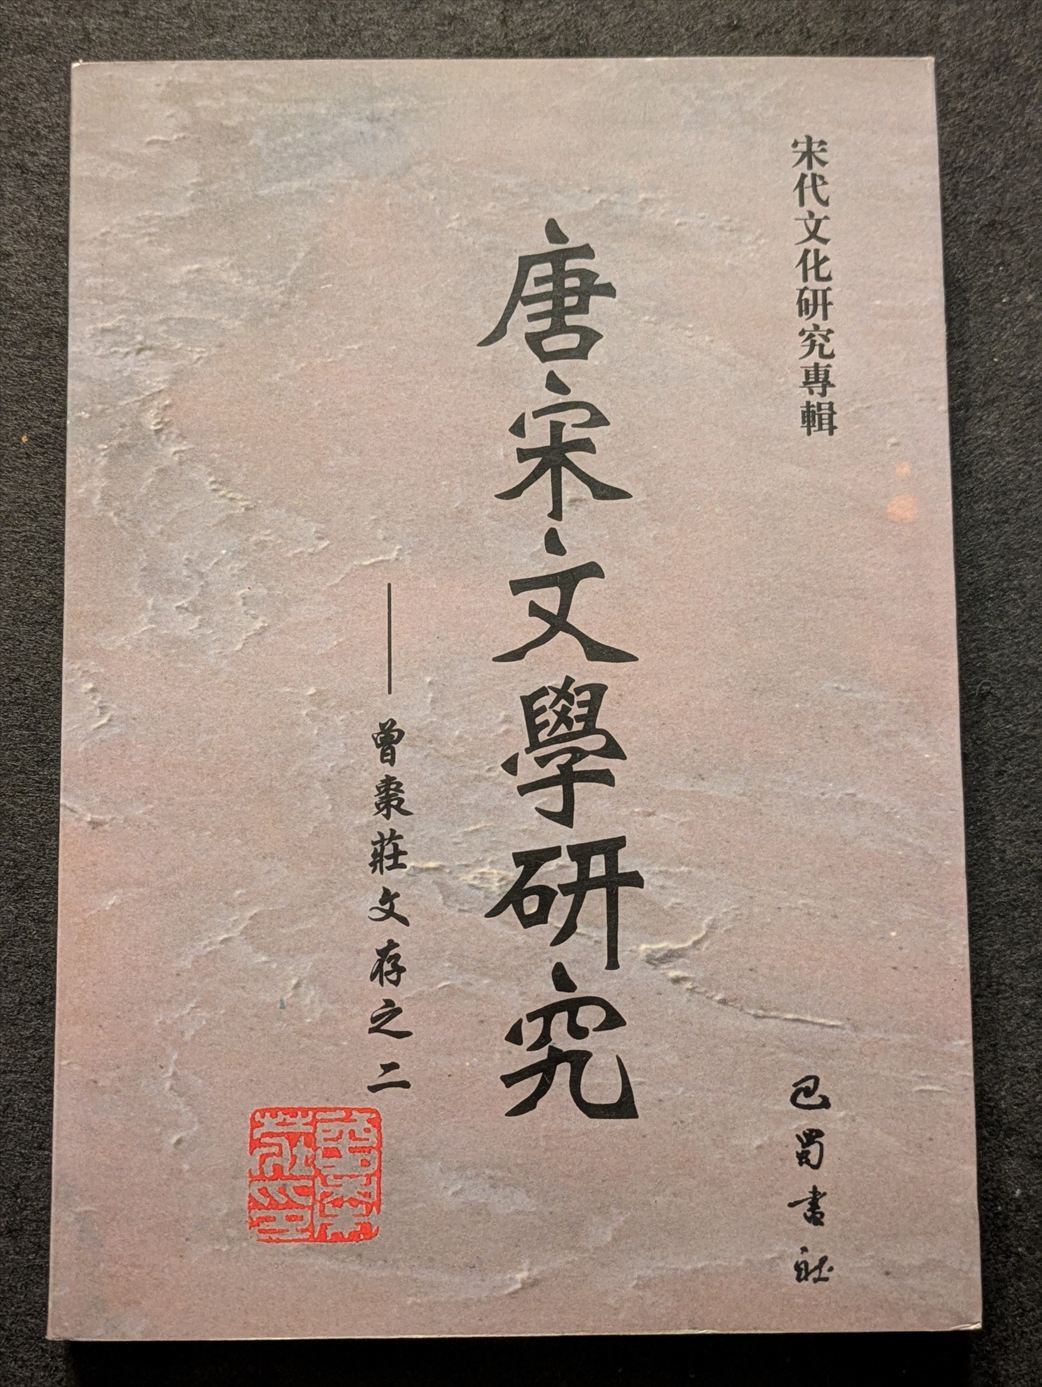 宋代文化研究專輯
唐宋文學研究
——曾棗莊文存之二
巴蜀書社